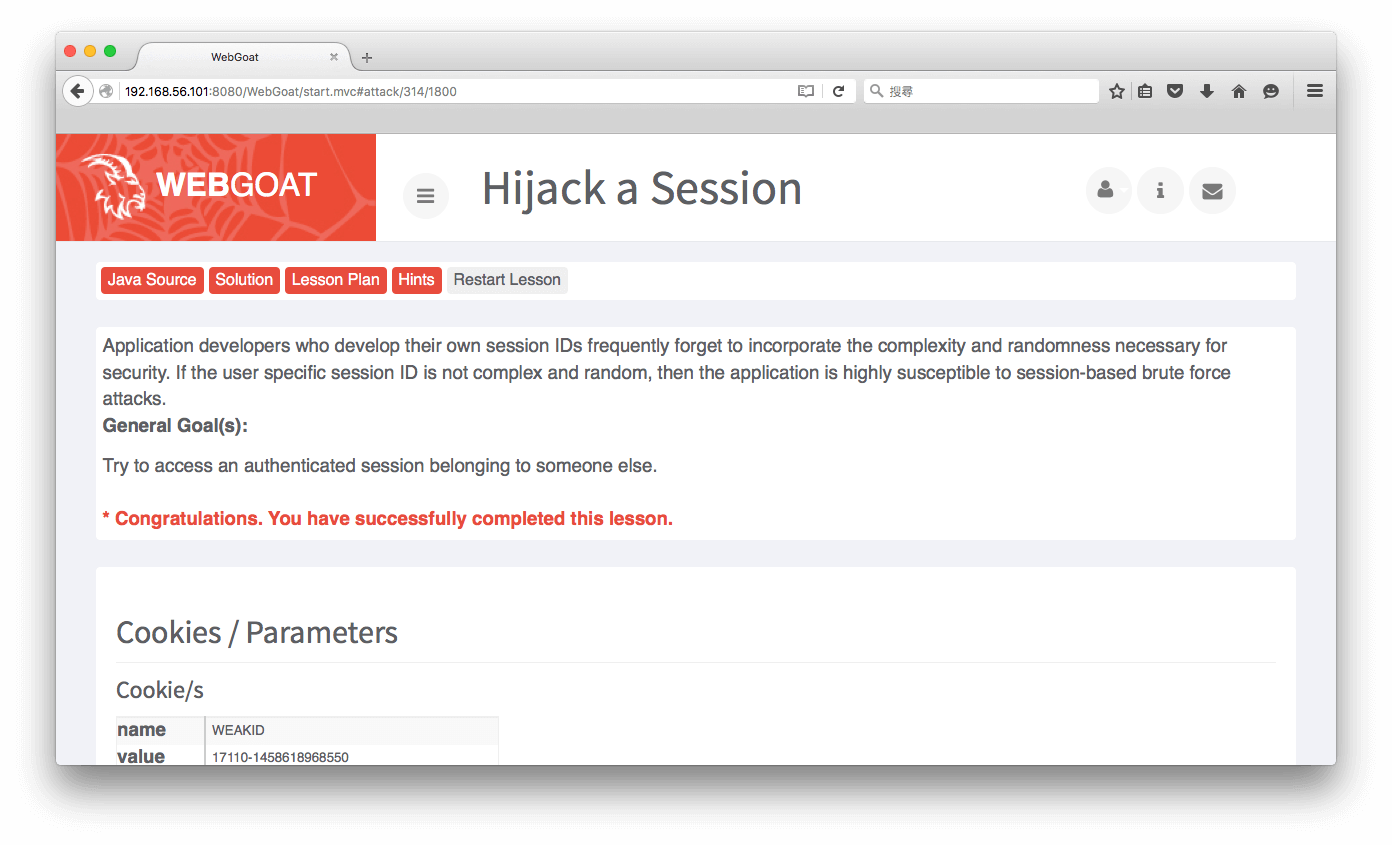 WebGoat
192.168.56.101:8080/WebGoat/start.mvc#attack/314/1800
搜尋
WEBGOAT
Hijack a Session
Java Source Solution Lesson Plan Hints Restart Lesson
Application developers who develop their own session IDs frequently forget to incorporate the complexity and randomness necessary for
security. If the user specific session ID is not complex and random, then the application is highly susceptible to session-based brute force
attacks.
General Goal(s):
Try to access an authenticated session belonging to someone else.
* Congratulations. You have successfully completed this lesson.
Cookies / Parameters
Cookie/s
name WEAKID
value 17110-1458618968550